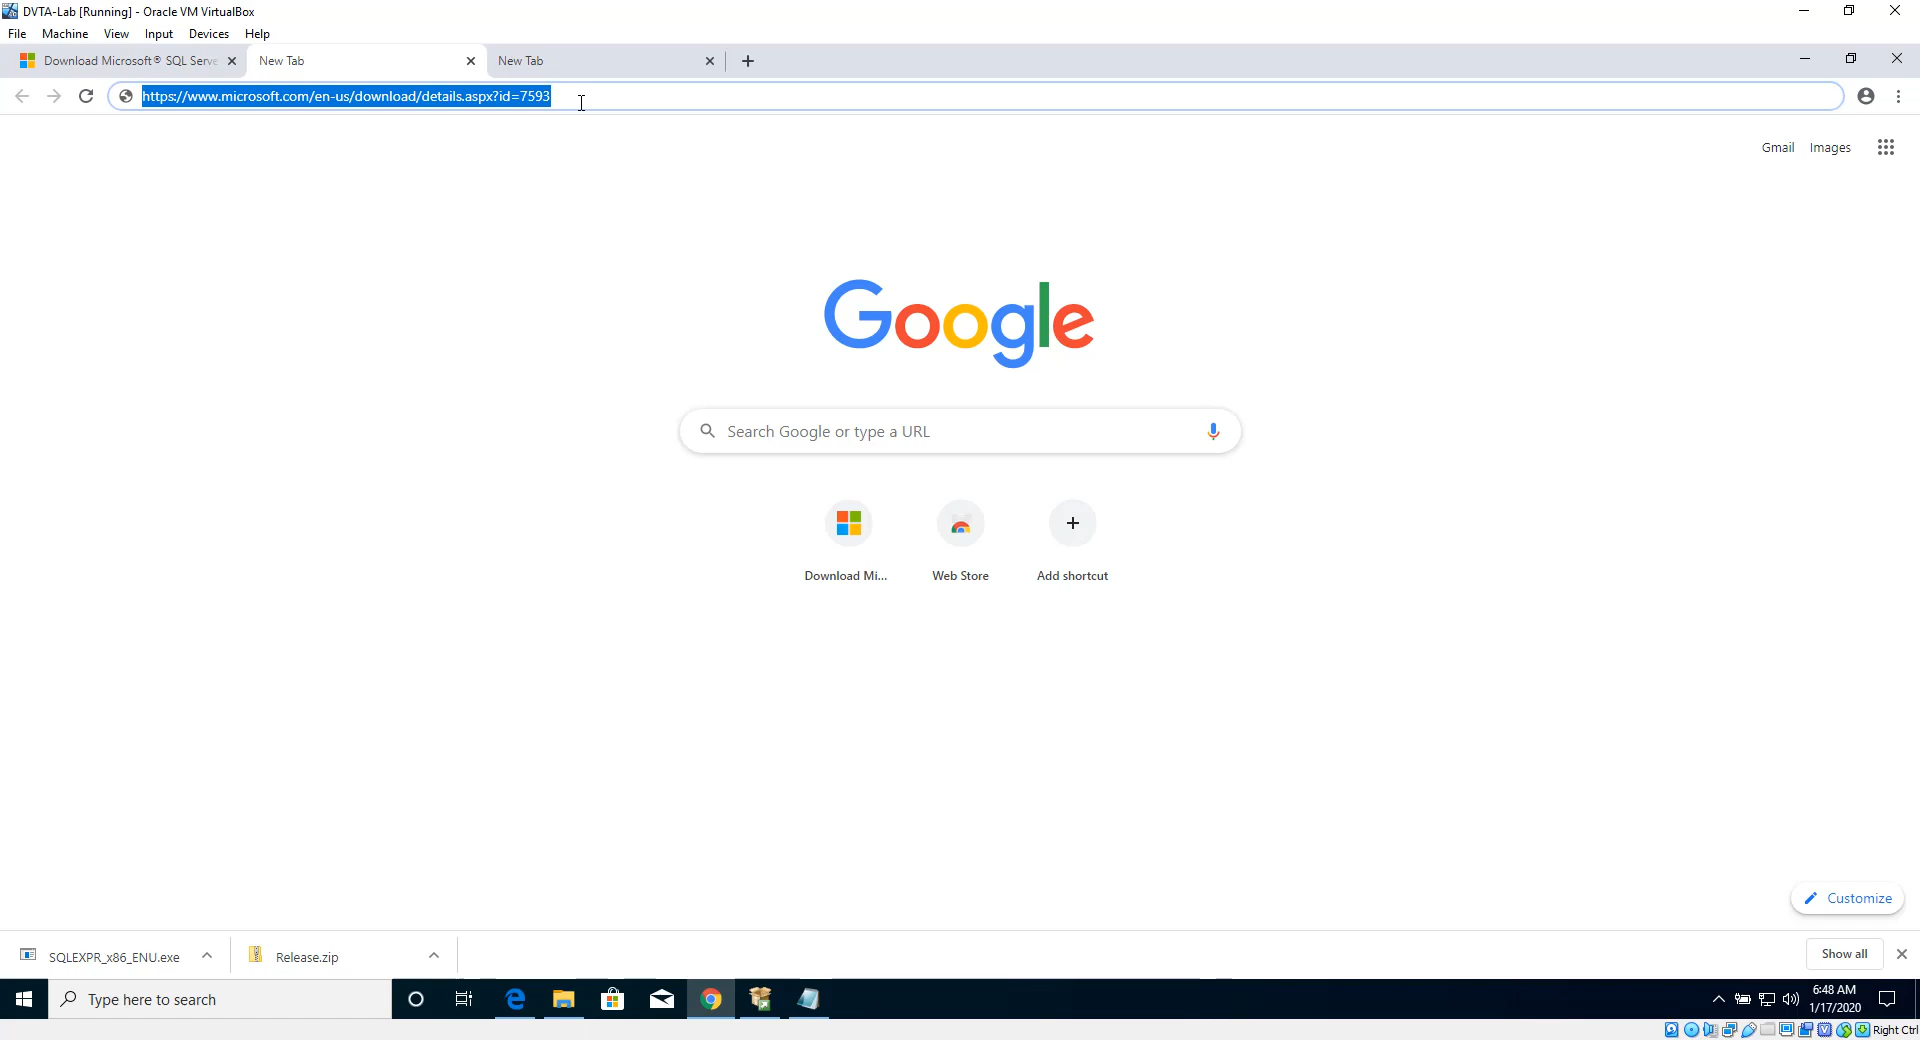 DVTA-Lab [Running] - Oracle VM VirtualBox
File Machine View Input Devices Help
Download Microsoft® SQL Serve
New Tab
New Tab
https://www.microsoft.com/en-us/download/details.aspx?id=7593
Gmail Images
Google
Search Google or type a URL
Download Mi... Web Store Add shortcut
Customize
SQLEXPR_x86_ENU.exe
Release.zip
Show all
Type here to search
6:48 AM
1/17/2020
Right Ctrl